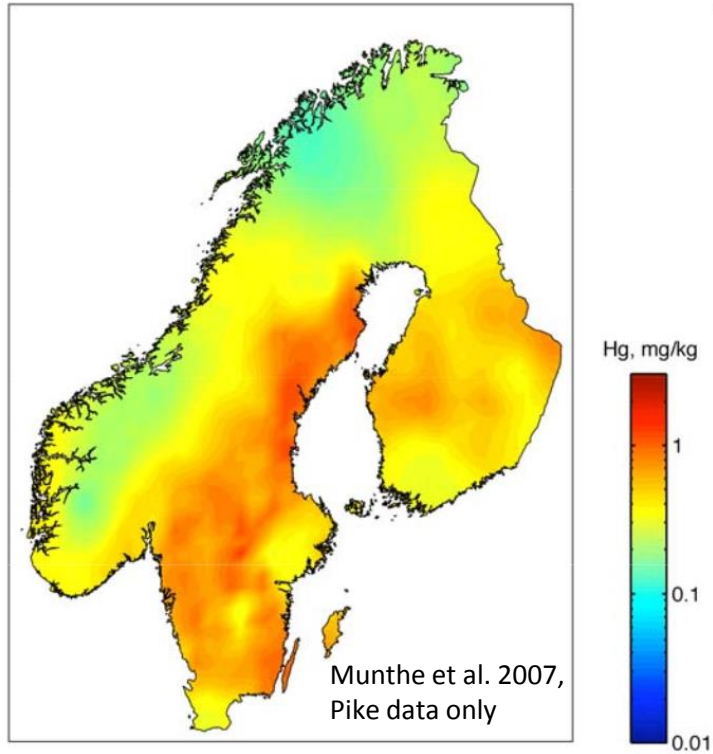 Hg, mg/kg
1
0.1
0.01
Munthe et al. 2007,
Pike data only